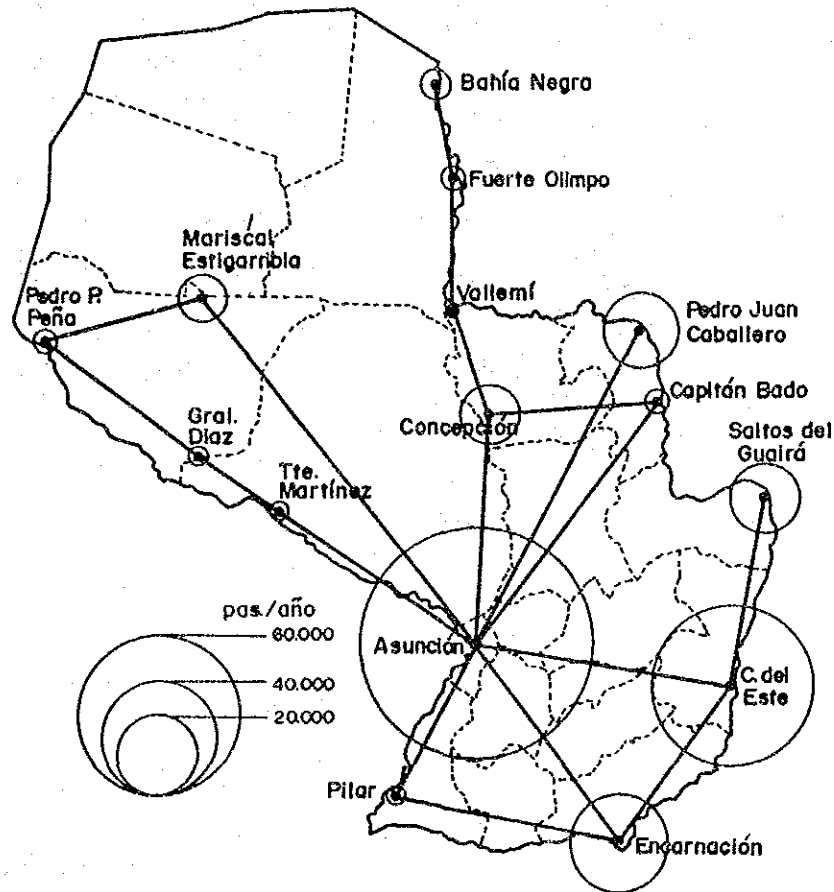 Bahía Negra
Fuerte Olimpo
Mariscal
Estigarribia
Pedro P.
Peña
Vallemí
Pedro Juan
Caballero
Capitán Bado
Concepción
Saltos del
Guairá
Gral.
Diaz
Tte.
Martínez
pas./año
60.000
40.000
20.000
Asunción
C. del
Este
Pilar
Encarnación